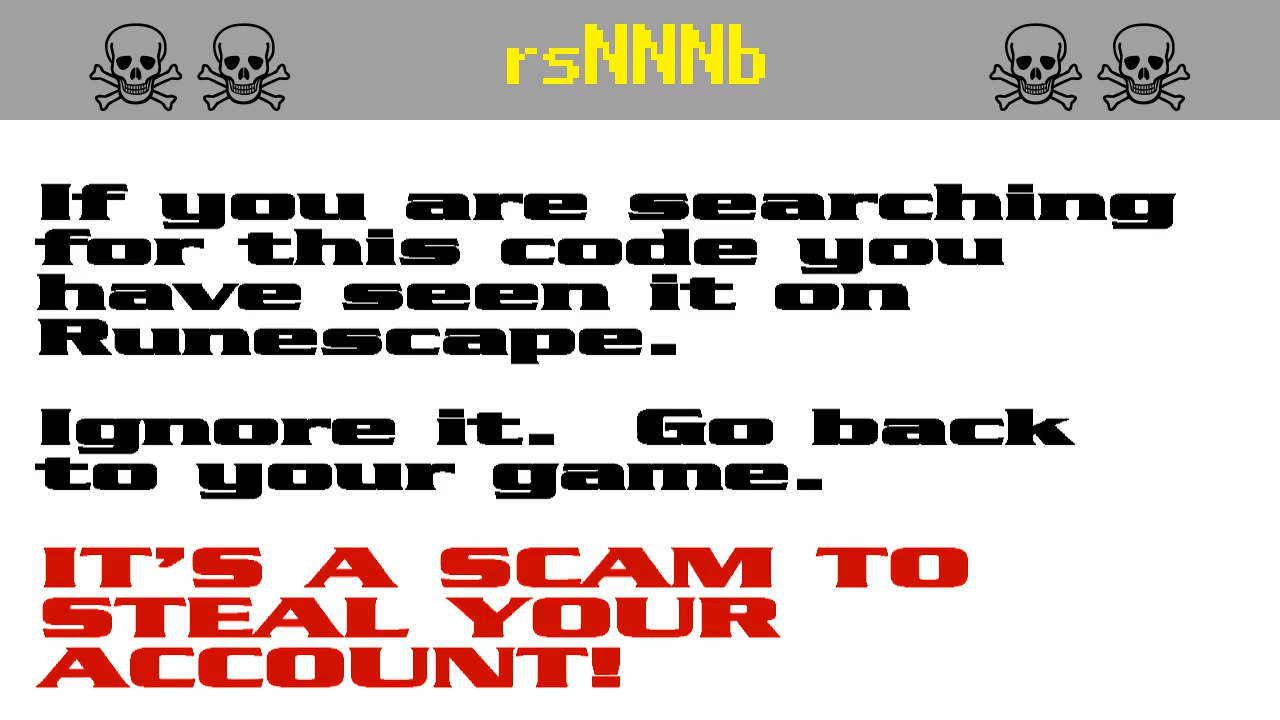 rsNNNb
If you are searching
for this code you
have seen it on
Runescape.
Ignore it.  Go back
to your game.
IT'S A SCAM TO
STEAL YOUR
ACCOUNT!